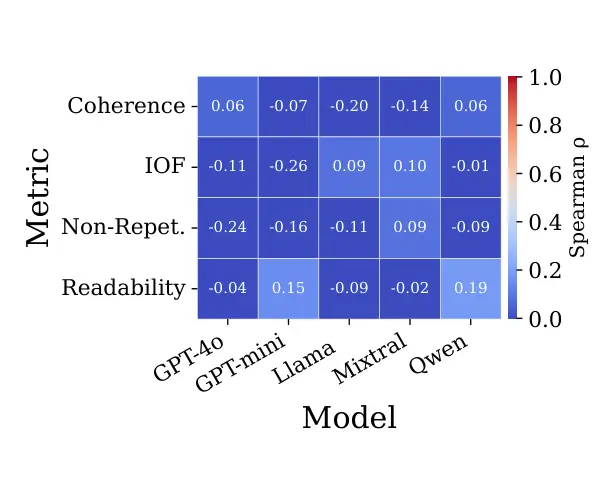 Metric
Coherence 0.06 -0.07 -0.20 -0.14 0.06
IOF -0.11 -0.26 0.09 0.10 -0.01
Non-Repet. -0.24 -0.16 -0.11 0.09 -0.09
Readability -0.04 0.15 -0.09 -0.02 0.19
GPT-4o GPT-mini Llama Mixtral Qwen
Model
1.0
0.8
0.6
0.4
0.2
0.0
Spearman ρ